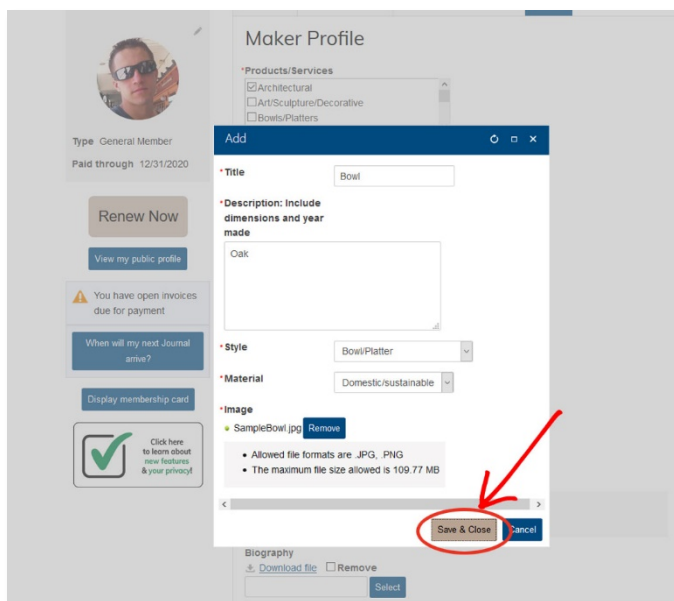 Maker Profile
*Products/Services
Architectural
Art/Sculpture/Decorative
Bowls/Platters
Type General Member
Paid through 12/31/2020
Renew Now
View my public profile
You have open invoices
due for payment
When will my next Journal
arrive?
Display membership card
Click here
to learn about
new features
& your privacy!
Add
*Title
Bowl
*Description: Include
dimensions and year
made
Oak
*Style
Bowl/Platter
*Material
Domestic/sustainable
*Image
SampleBowl.jpg Remove
• Allowed file formats are .JPG, .PNG
• The maximum file size allowed is 109.77 MB
Save & Close
Cancel
Biography
Download file Remove
Select